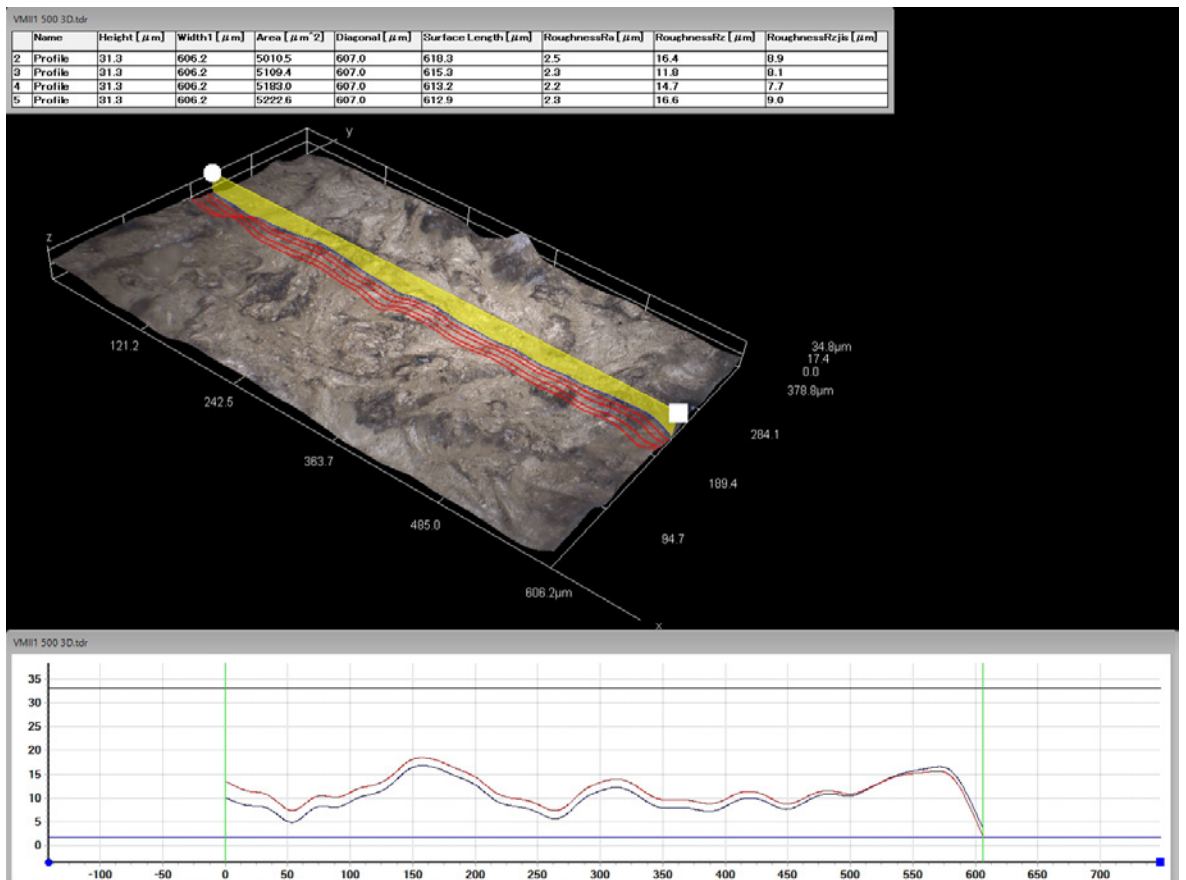 VMII1 500 3D.tdr
Name Height [μm] Width1 [μm] Area [μm^2] Diagonal [μm] Surface Length [μm] RoughnessRa [μm] RoughnessRz [μm] RoughnessRzjis [μm]
2 Profile 31.3 606.2 5010.5 607.0 618.3 2.5 16.4 8.9
3 Profile 31.3 606.2 5109.4 607.0 615.3 2.3 11.8 8.1
4 Profile 31.3 606.2 5183.0 607.0 613.2 2.2 14.7 7.7
5 Profile 31.3 606.2 5222.6 607.0 612.9 2.3 16.6 9.0
y
z
121.2
34.8μm
17.4
0.0
378.8μm
242.5
284.1
363.7
189.4
485.0
94.7
606.2μm
x
VMII1 500 3D.tdr
35
30
25
20
15
10
5
0
-100 -50 0 50 100 150 200 250 300 350 400 450 500 550 600 650 700